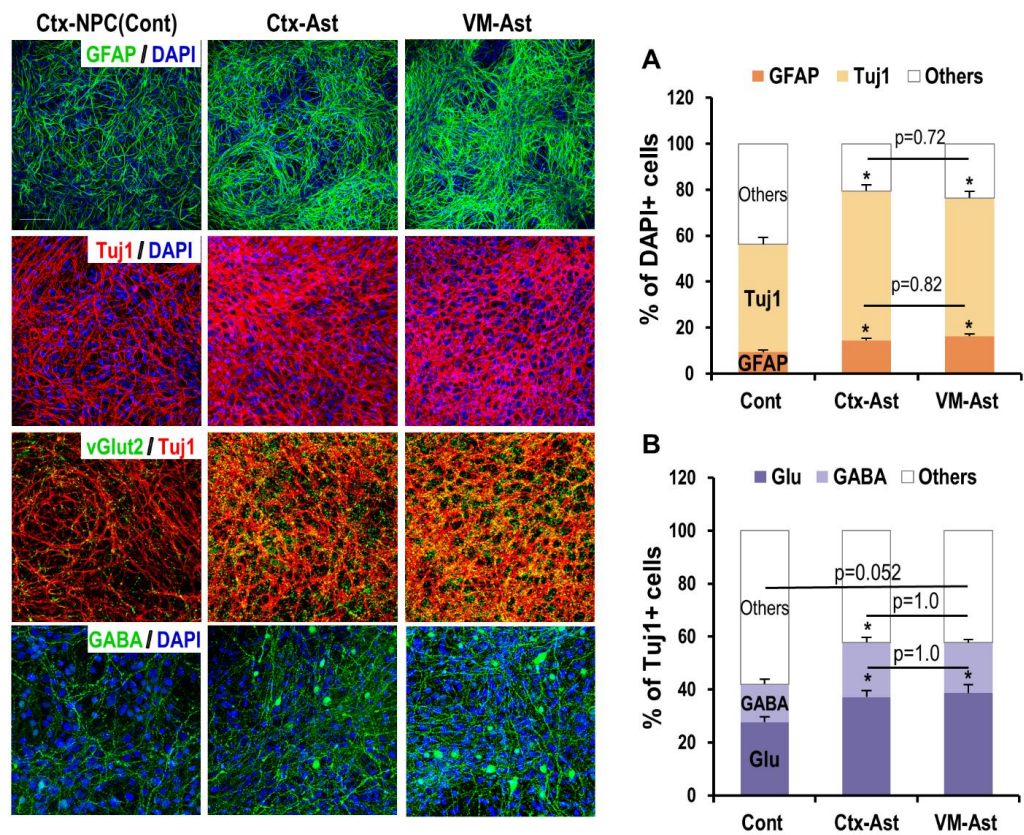 Ctx-NPC(Cont)
Ctx-Ast
VM-Ast
GFAP / DAPI
Tuj1 / DAPI
vGlut2 / Tuj1
GABA / DAPI
A
GFAP
Tuj1
Others
% of DAPI+ cells
120
100
80
60
40
20
0
p=0.72
*
*
Others
Tuj1
p=0.82
*
*
GFAP
Cont
Ctx-Ast
VM-Ast
B
Glu
GABA
Others
% of Tuj1+ cells
120
100
80
60
40
20
0
p=0.052
Others
p=1.0
*
p=1.0
*
*
GABA
Glu
Cont
Ctx-Ast
VM-Ast